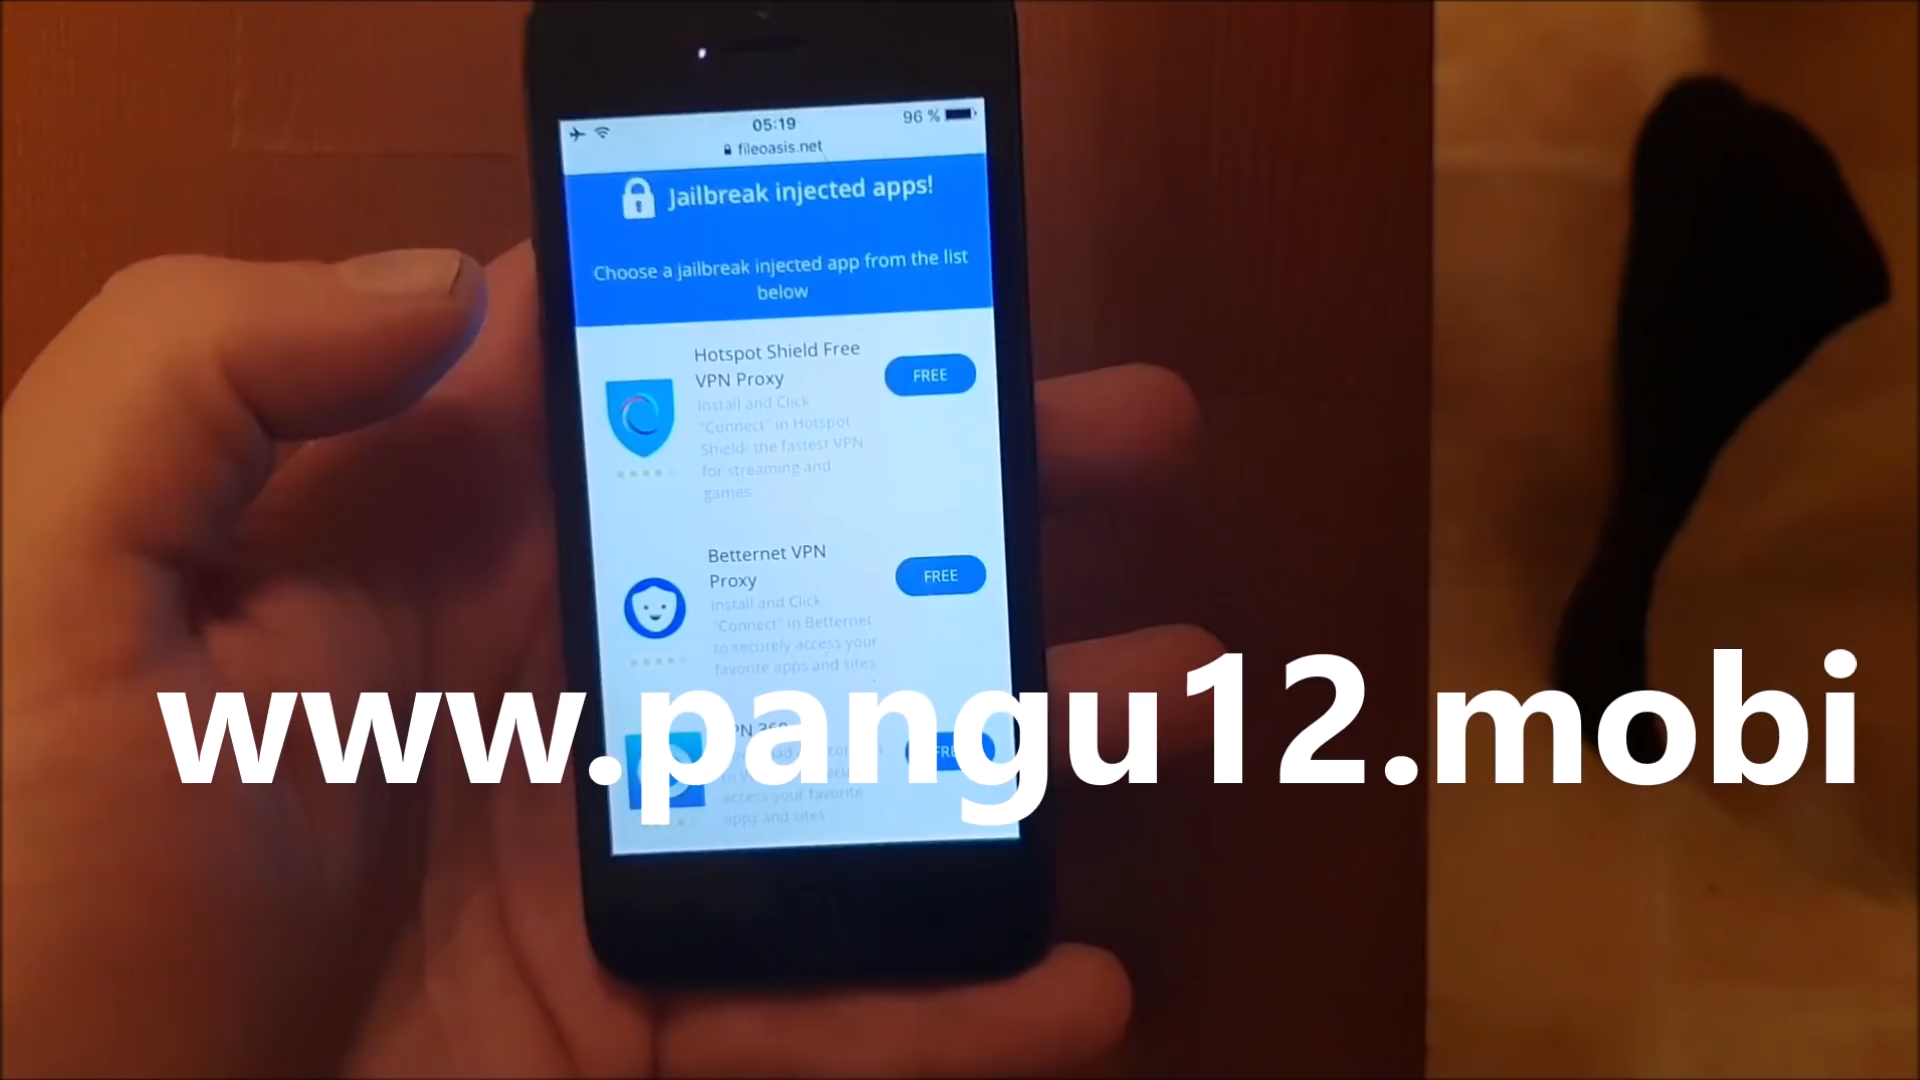 05:19
96 %
fileoasis.net
Jailbreak injected apps!
Choose a jailbreak injected app from the list
below
Hotspot Shield Free
VPN Proxy
Install and Click
"Connect" in Hotspot
Shield- the fastest VPN
for streaming and
games
FREE
Betternet VPN
Proxy
Install and Click
"Connect" in Betternet
to securely access your
favorite apps and sites
FREE
access your favorite
apps and sites
www.pangu12.mobi